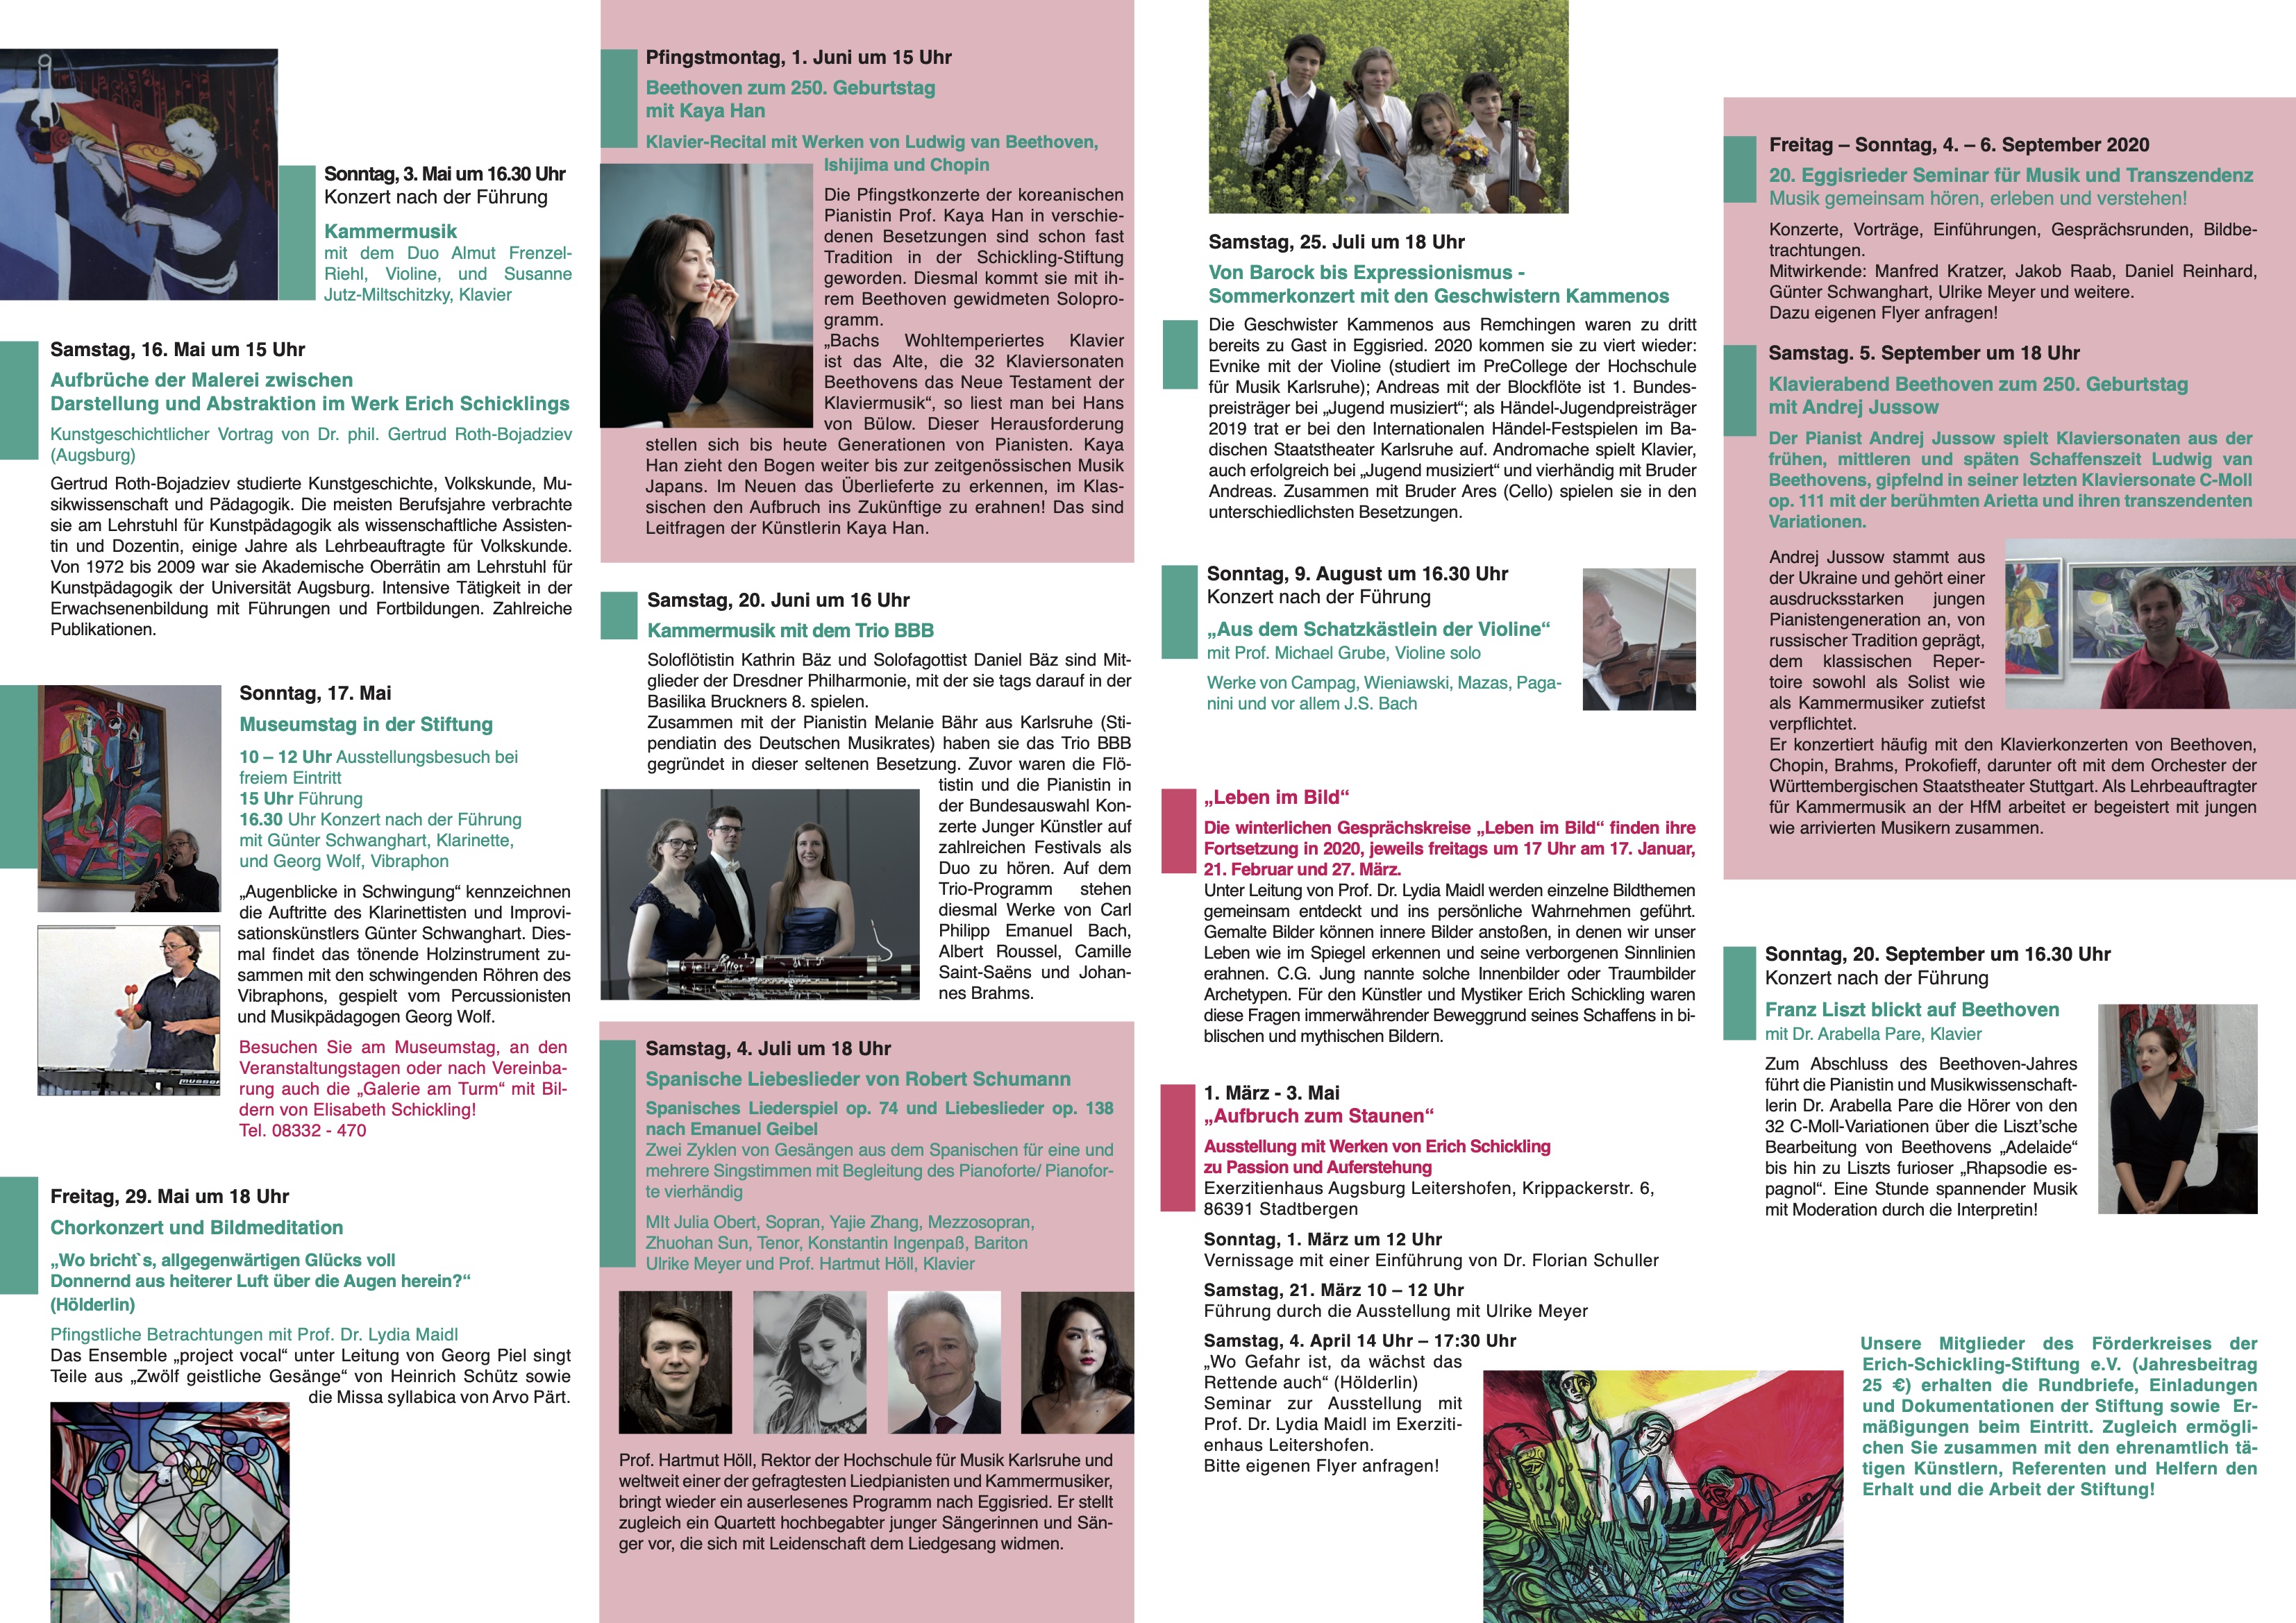 Sonntag, 3. Mai um 16.30 Uhr
Konzert nach der Führung
Kammermusik
mit dem Duo Almut Frenzel-
Riehl, Violine, und Susanne
Jutz-Miltschitzky, Klavier
Samstag, 16. Mai um 15 Uhr
Aufbrüche der Malerei zwischen
Darstellung und Abstraktion im Werk Erich Schicklings
Kunstgeschichtlicher Vortrag von Dr. phil. Gertrud Roth-Bojadziev
(Augsburg)
Gertrud Roth-Bojadziev studierte Kunstgeschichte, Volkskunde, Mu-
sikwissenschaft und Pädagogik. Die meisten Berufsjahre verbrachte
sie am Lehrstuhl für Kunstpädagogik als wissenschaftliche Assisten-
tin und Dozentin, einige Jahre als Lehrbeauftragte für Volkskunde.
Von 1972 bis 2009 war sie Akademische Oberrätin am Lehrstuhl für
Kunstpädagogik der Universität Augsburg. Intensive Tätigkeit in der
Erwachsenenbildung mit Führungen und Fortbildungen. Zahlreiche
Publikationen.
Sonntag, 17. Mai
Museumstag in der Stiftung
10 – 12 Uhr Ausstellungsbesuch bei
freiem Eintritt
15 Uhr Führung
16.30 Uhr Konzert nach der Führung
mit Günter Schwanghart, Klarinette,
und Georg Wolf, Vibraphon
„Augenblicke in Schwingung“ kennzeichnen
die Auftritte des Klarinettisten und Improvi-
sationskünstlers Günter Schwanghart. Dies-
mal findet das tönende Holzinstrument zu-
sammen mit den schwingenden Röhren des
Vibraphons, gespielt vom Percussionisten
und Musikpädagogen Georg Wolf.
Besuchen Sie am Museumstag, an den
Veranstaltungstagen oder nach Vereinba-
rung auch die „Galerie am Turm“ mit Bil-
dern von Elisabeth Schickling!
Tel. 08332 - 470
musser
Freitag, 29. Mai um 18 Uhr
Chorkonzert und Bildmeditation
„Wo bricht`s, allgegenwärtigen Glücks voll
Donnernd aus heiterer Luft über die Augen herein?“
(Hölderlin)
Pfingstliche Betrachtungen mit Prof. Dr. Lydia Maidl
Das Ensemble „project vocal“ unter Leitung von Georg Piel singt
Teile aus „Zwölf geistliche Gesänge“ von Heinrich Schütz sowie
die Missa syllabica von Arvo Pärt.
Pfingstmontag, 1. Juni um 15 Uhr
Beethoven zum 250. Geburtstag
mit Kaya Han
Klavier-Recital mit Werken von Ludwig van Beethoven,
Ishijima und Chopin
Die Pfingstkonzerte der koreanischen
Pianistin Prof. Kaya Han in verschie-
denen Besetzungen sind schon fast
Tradition in der Schickling-Stiftung
geworden. Diesmal kommt sie mit ih-
rem Beethoven gewidmeten Solopro-
gramm.
„Bachs Wohltemperiertes Klavier
ist das Alte, die 32 Klaviersonaten
Beethovens das Neue Testament der
Klaviermusik“, so liest man bei Hans
von Bülow. Dieser Herausforderung
stellen sich bis heute Generationen von Pianisten. Kaya
Han zieht den Bogen weiter bis zur zeitgenössischen Musik
Japans. Im Neuen das Überlieferte zu erkennen, im Klas-
sischen den Aufbruch ins Zukünftige zu erahnen! Das sind
Leitfragen der Künstlerin Kaya Han.
Samstag, 20. Juni um 16 Uhr
Kammermusik mit dem Trio BBB
Soloflötistin Kathrin Bäz und Solofagottist Daniel Bäz sind Mit-
glieder der Dresdner Philharmonie, mit der sie tags darauf in der
Basilika Bruckners 8. spielen.
Zusammen mit der Pianistin Melanie Bähr aus Karlsruhe (Sti-
pendiatin des Deutschen Musikrates) haben sie das Trio BBB
gegründet in dieser seltenen Besetzung. Zuvor waren die Flö-
tistin und die Pianistin in
der Bundesauswahl Kon-
zerte Junger Künstler auf
zahlreichen Festivals als
Duo zu hören. Auf dem
Trio-Programm stehen
diesmal Werke von Carl
Philipp Emanuel Bach,
Albert Roussel, Camille
Saint-Saëns und Johan-
nes Brahms.
Samstag, 4. Juli um 18 Uhr
Spanische Liebeslieder von Robert Schumann
Spanisches Liederspiel op. 74 und Liebeslieder op. 138
nach Emanuel Geibel
Zwei Zyklen von Gesängen aus dem Spanischen für eine und
mehrere Singstimmen mit Begleitung des Pianoforte/ Pianofor-
te vierhändig
MIt Julia Obert, Sopran, Yajie Zhang, Mezzosopran,
Zhuohan Sun, Tenor, Konstantin Ingenpaß, Bariton
Ulrike Meyer und Prof. Hartmut Höll, Klavier
Prof. Hartmut Höll, Rektor der Hochschule für Musik Karlsruhe und
weltweit einer der gefragtesten Liedpianisten und Kammermusiker,
bringt wieder ein auserlesenes Programm nach Eggisried. Er stellt
zugleich ein Quartett hochbegabter junger Sängerinnen und Sän-
ger vor, die sich mit Leidenschaft dem Liedgesang widmen.
Samstag, 25. Juli um 18 Uhr
Von Barock bis Expressionismus -
Sommerkonzert mit den Geschwistern Kammenos
Die Geschwister Kammenos aus Remchingen waren zu dritt
bereits zu Gast in Eggisried. 2020 kommen sie zu viert wieder:
Evnike mit der Violine (studiert im PreCollege der Hochschule
für Musik Karlsruhe); Andreas mit der Blockflöte ist 1. Bundes-
preisträger bei „Jugend musiziert“; als Händel-Jugendpreisträger
2019 trat er bei den Internationalen Händel-Festspielen im Ba-
dischen Staatstheater Karlsruhe auf. Andromache spielt Klavier,
auch erfolgreich bei „Jugend musiziert“ und vierhändig mit Bruder
Andreas. Zusammen mit Bruder Ares (Cello) spielen sie in den
unterschiedlichsten Besetzungen.
Sonntag, 9. August um 16.30 Uhr
Konzert nach der Führung
„Aus dem Schatzkästlein der Violine“
mit Prof. Michael Grube, Violine solo
Werke von Campag, Wieniawski, Mazas, Paga-
nini und vor allem J.S. Bach
„Leben im Bild“
Die winterlichen Gesprächskreise „Leben im Bild“ finden ihre
Fortsetzung in 2020, jeweils freitags um 17 Uhr am 17. Januar,
21. Februar und 27. März.
Unter Leitung von Prof. Dr. Lydia Maidl werden einzelne Bildthemen
gemeinsam entdeckt und ins persönliche Wahrnehmen geführt.
Gemalte Bilder können innere Bilder anstoßen, in denen wir unser
Leben wie im Spiegel erkennen und seine verborgenen Sinnlinien
erahnen. C.G. Jung nannte solche Innenbilder oder Traumbilder
Archetypen. Für den Künstler und Mystiker Erich Schickling waren
diese Fragen immerwährender Beweggrund seines Schaffens in bi-
blischen und mythischen Bildern.
1. März - 3. Mai
„Aufbruch zum Staunen“
Ausstellung mit Werken von Erich Schickling
zu Passion und Auferstehung
Exerzitienhaus Augsburg Leitershofen, Krippackerstr. 6,
86391 Stadtbergen
Sonntag, 1. März um 12 Uhr
Vernissage mit einer Einführung von Dr. Florian Schuller
Samstag, 21. März 10 – 12 Uhr
Führung durch die Ausstellung mit Ulrike Meyer
Samstag, 4. April 14 Uhr – 17:30 Uhr
„Wo Gefahr ist, da wächst das
Rettende auch“ (Hölderlin)
Seminar zur Ausstellung mit
Prof. Dr. Lydia Maidl im Exerziti-
enhaus Leitershofen.
Bitte eigenen Flyer anfragen!
Freitag – Sonntag, 4. – 6. September 2020
20. Eggisrieder Seminar für Musik und Transzendenz
Musik gemeinsam hören, erleben und verstehen!
Konzerte, Vorträge, Einführungen, Gesprächsrunden, Bildbe-
trachtungen.
Mitwirkende: Manfred Kratzer, Jakob Raab, Daniel Reinhard,
Günter Schwanghart, Ulrike Meyer und weitere.
Dazu eigenen Flyer anfragen!
Samstag. 5. September um 18 Uhr
Klavierabend Beethoven zum 250. Geburtstag
mit Andrej Jussow
Der Pianist Andrej Jussow spielt Klaviersonaten aus der
frühen, mittleren und späten Schaffenszeit Ludwig van
Beethovens, gipfelnd in seiner letzten Klaviersonate C-Moll
op. 111 mit der berühmten Arietta und ihren transzendenten
Variationen.
Andrej Jussow stammt aus
der Ukraine und gehört einer
ausdrucksstarken jungen
Pianistengeneration an, von
russischer Tradition geprägt,
dem klassischen Reper-
toire sowohl als Solist wie
als Kammermusiker zutiefst
verpflichtet.
Er konzertiert häufig mit den Klavierkonzerten von Beethoven,
Chopin, Brahms, Prokofieff, darunter oft mit dem Orchester der
Württembergischen Staatstheater Stuttgart. Als Lehrbeauftragter
für Kammermusik an der HfM arbeitet er begeistert mit jungen
wie arrivierten Musikern zusammen.
Sonntag, 20. September um 16.30 Uhr
Konzert nach der Führung
Franz Liszt blickt auf Beethoven
mit Dr. Arabella Pare, Klavier
Zum Abschluss des Beethoven-Jahres
führt die Pianistin und Musikwissenschaft-
lerin Dr. Arabella Pare die Hörer von den
32 C-Moll-Variationen über die Liszt’sche
Bearbeitung von Beethovens „Adelaide“
bis hin zu Liszts furioser „Rhapsodie es-
pagnol“. Eine Stunde spannender Musik
mit Moderation durch die Interpretin!
Unsere Mitglieder des Förderkreises der
Erich-Schickling-Stiftung e.V. (Jahresbeitrag
25 €) erhalten die Rundbriefe, Einladungen
und Dokumentationen der Stiftung sowie Er-
mäßigungen beim Eintritt. Zugleich ermögli-
chen Sie zusammen mit den ehrenamtlich tä-
tigen Künstlern, Referenten und Helfern den
Erhalt und die Arbeit der Stiftung!